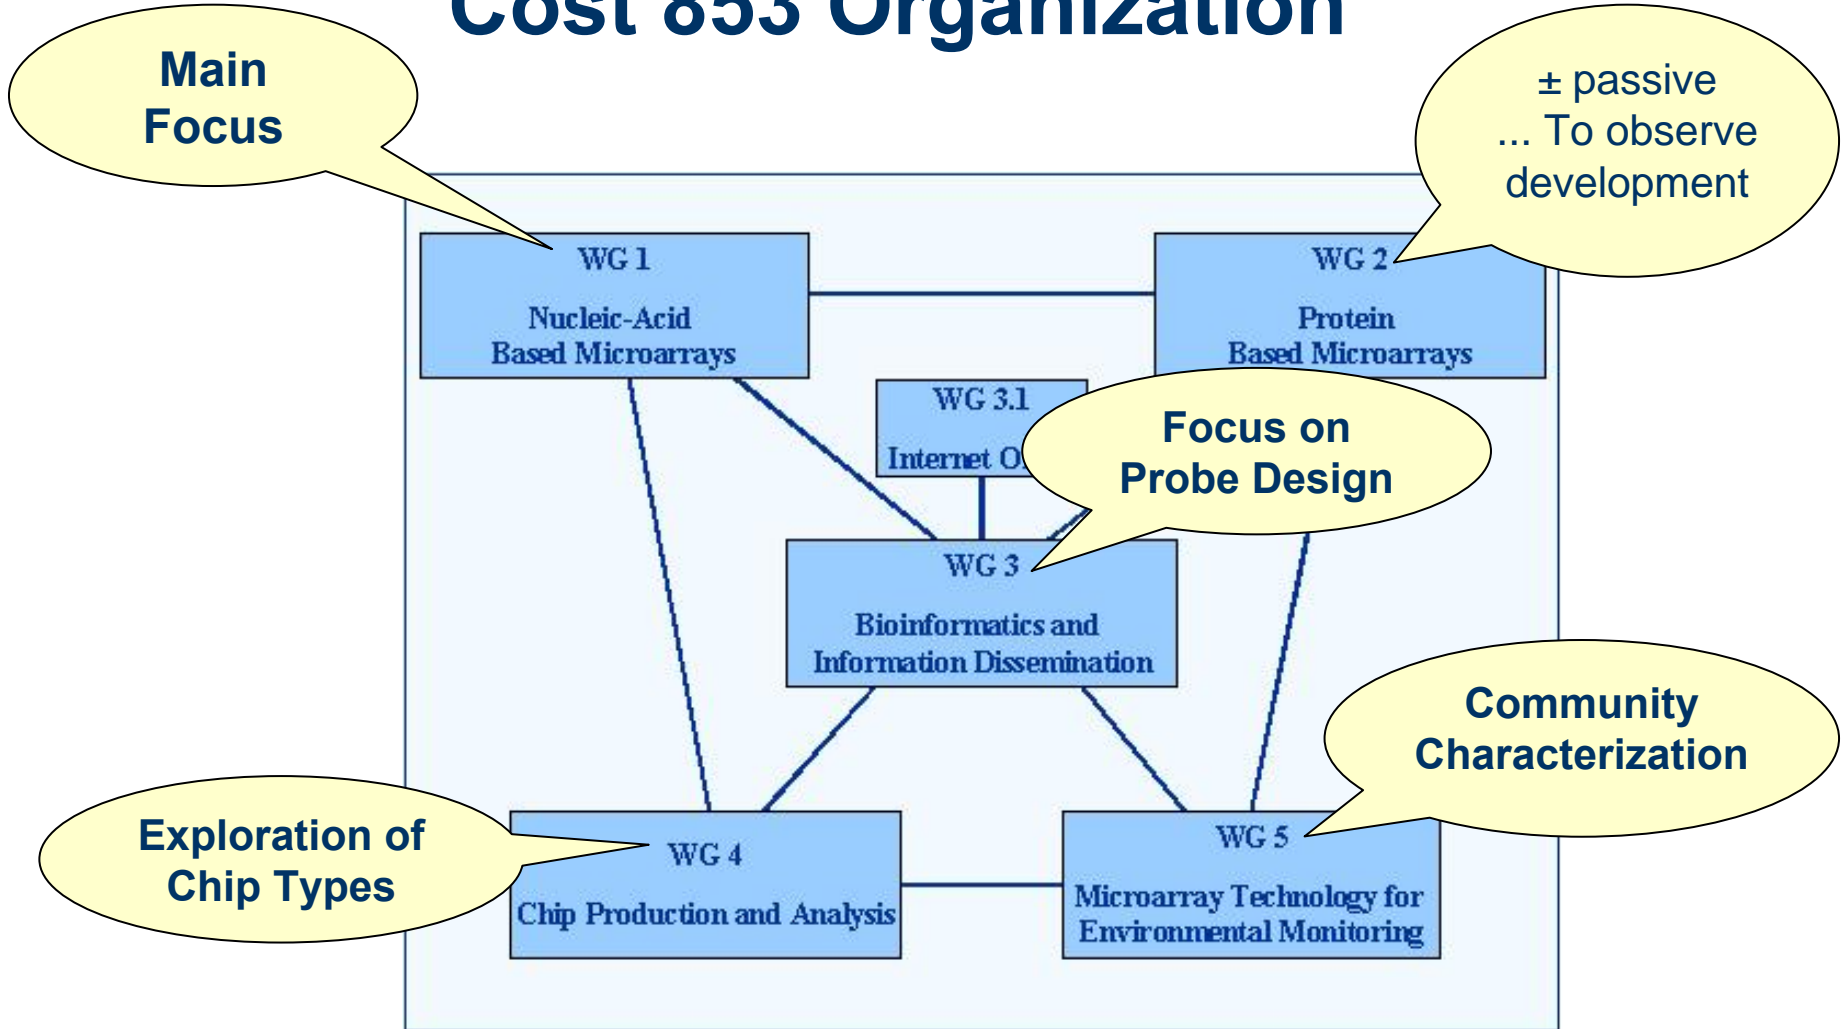 Cost 853 Organization
Main
Focus
± passive
... To observe
development
WG 1
Nucleic-Acid
Based Microarrays
WG 2
Protein
Based Microarrays
WG 3.1
Internet
Focus on
Probe Design
WG 3
Bioinformatics and
Information Dissemination
Community
Characterization
Exploration of
Chip Types
WG 4
Chip Production and Analysis
WG 5
Microarray Technology for
Environmental Monitoring